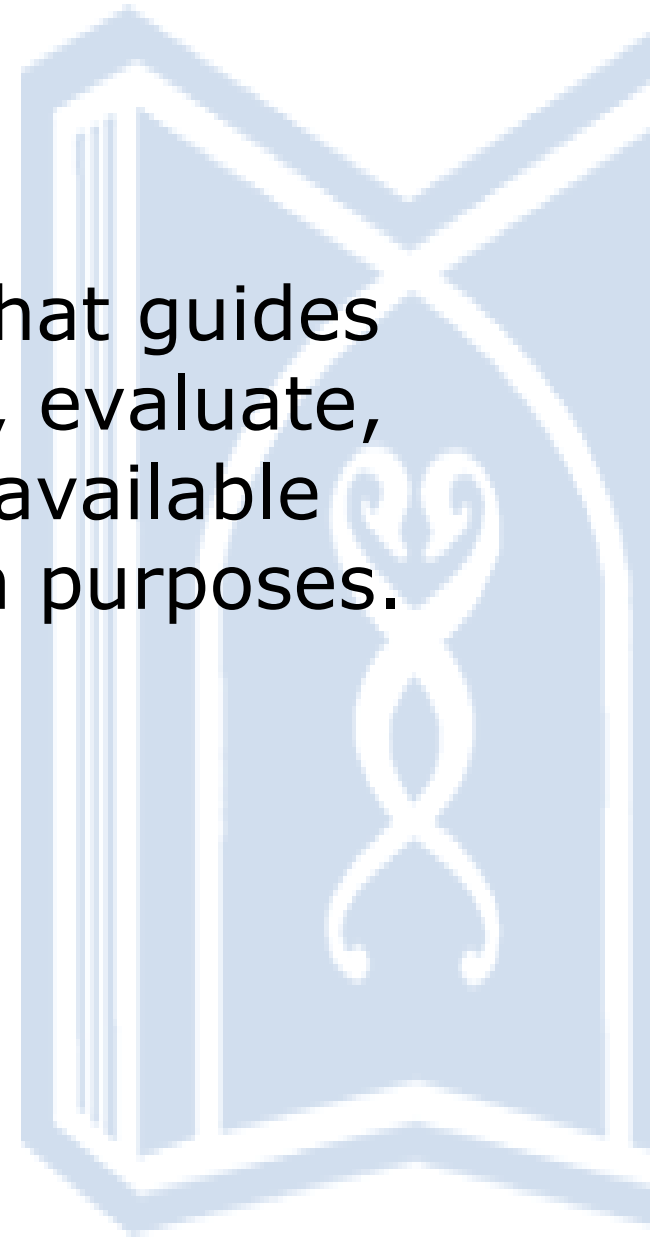 hat guides
, evaluate,
available
purposes.